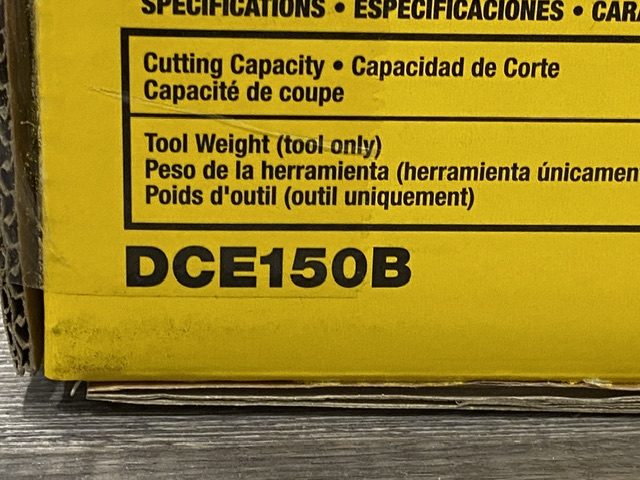 SPECIFICATIONS • ESPECIFICACIONES •
Cutting Capacity • Capacidad de Corte
Capacité de coupe
Tool Weight (tool only)
Peso de la herramienta (herramienta únicamen
Poids d'outil (outil uniquement)
DCE150B